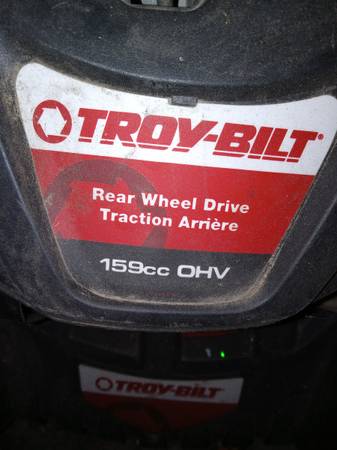 TROY-BILT®
Rear Wheel Drive
Traction Arrière
159cc OHV
TROY-BILT